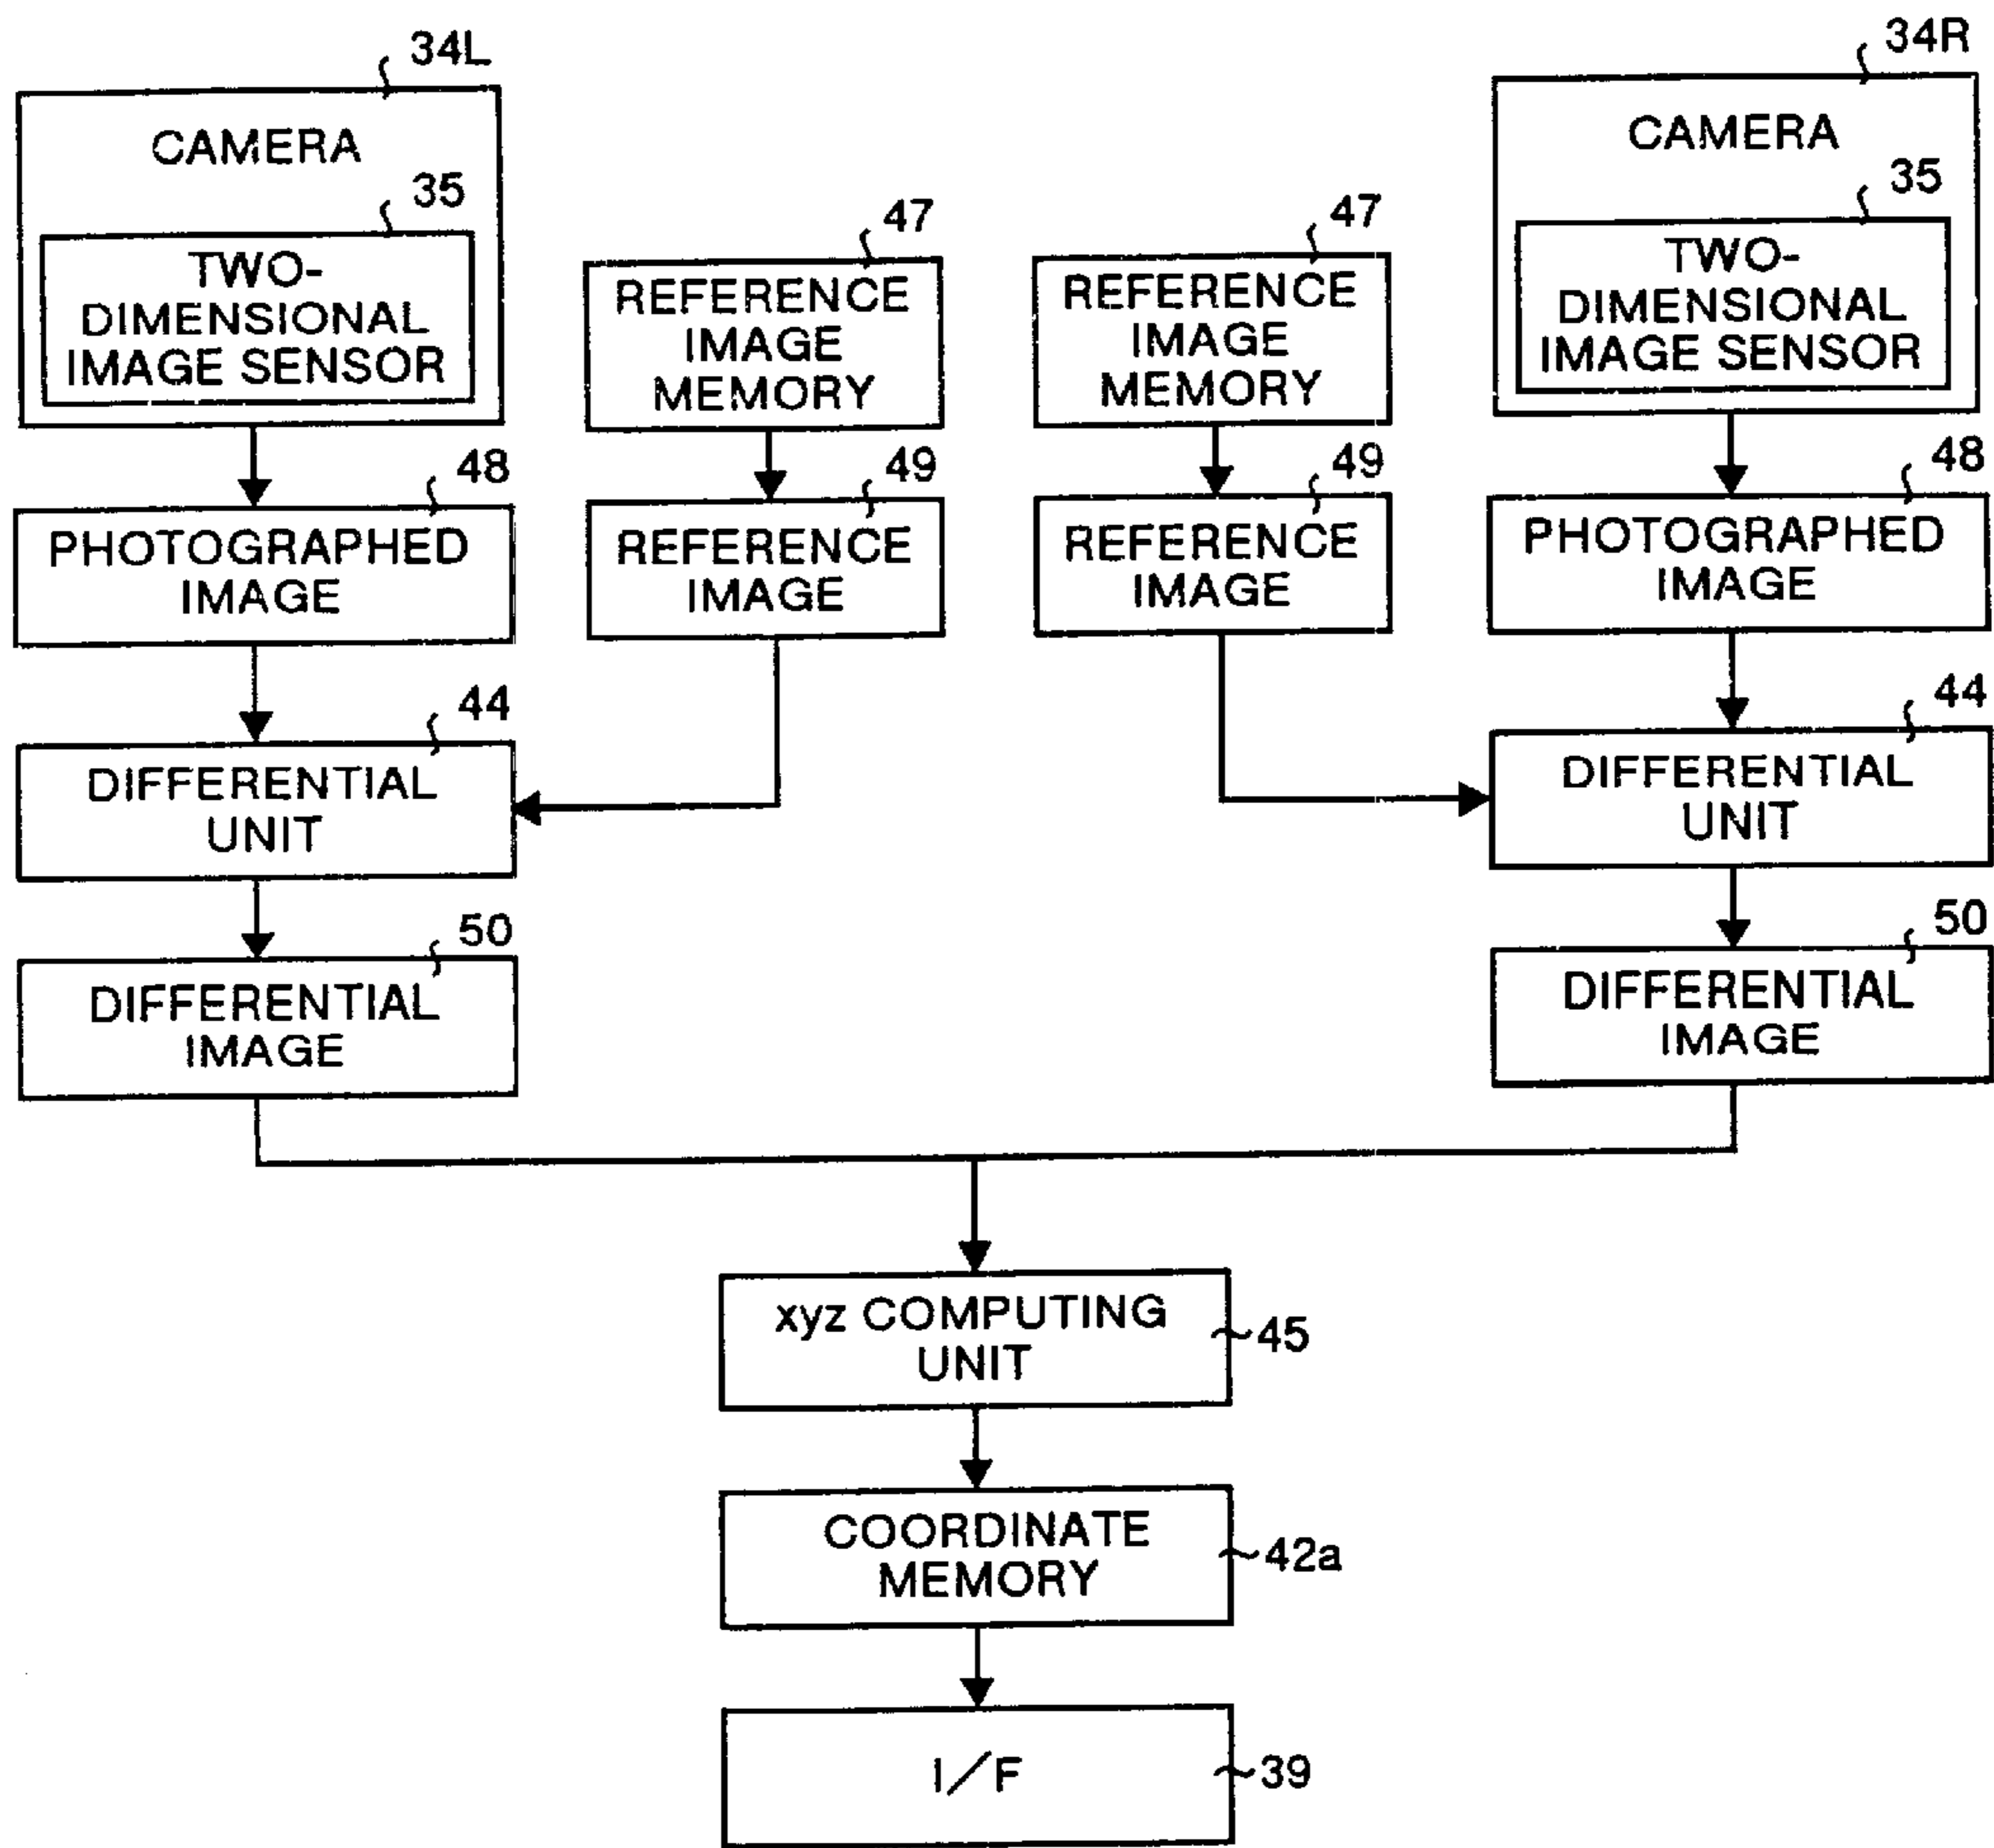 34L
CAMERA
35
TWO-
DIMENSIONAL
IMAGE SENSOR
47
REFERENCE
IMAGE
MEMORY
47
REFERENCE
IMAGE
MEMORY
34R
CAMERA
35
TWO-
DIMENSIONAL
IMAGE SENSOR
48
PHOTOGRAPHED
IMAGE
49
REFERENCE
IMAGE
49
REFERENCE
IMAGE
48
PHOTOGRAPHED
IMAGE
44
DIFFERENTIAL
UNIT
44
DIFFERENTIAL
UNIT
50
DIFFERENTIAL
IMAGE
50
DIFFERENTIAL
IMAGE
xyz COMPUTING
UNIT
45
COORDINATE
MEMORY
42a
I/F
39